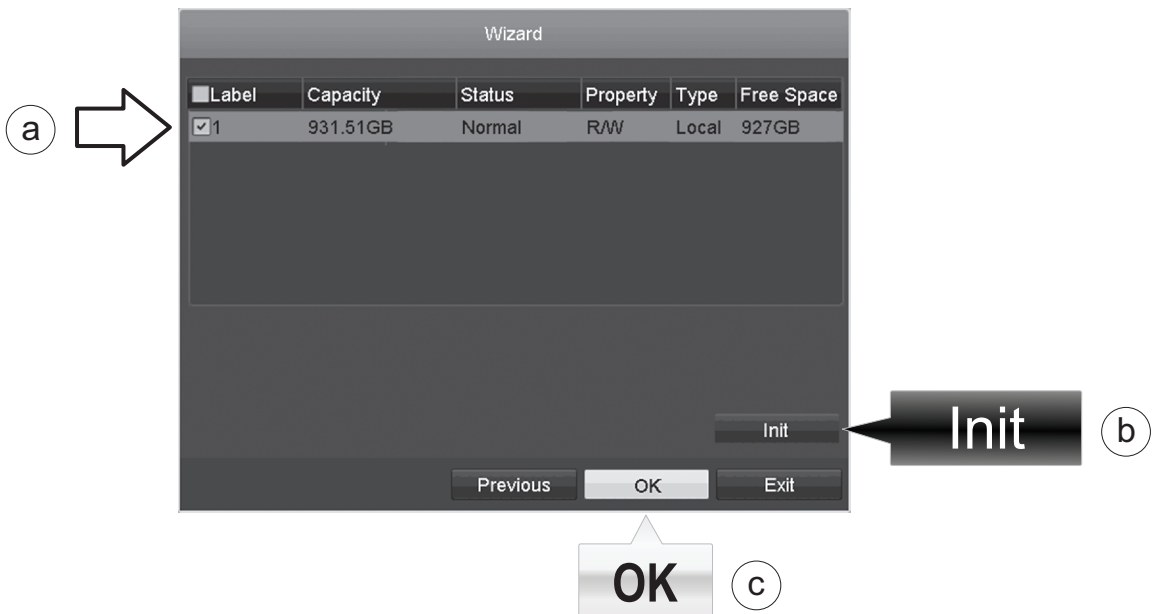 Wizard
Label Capacity Status Property Type Free Space
a
1 931.51GB Normal R/W Local 927GB
Init
Init
b
Previous OK Exit
OK
c